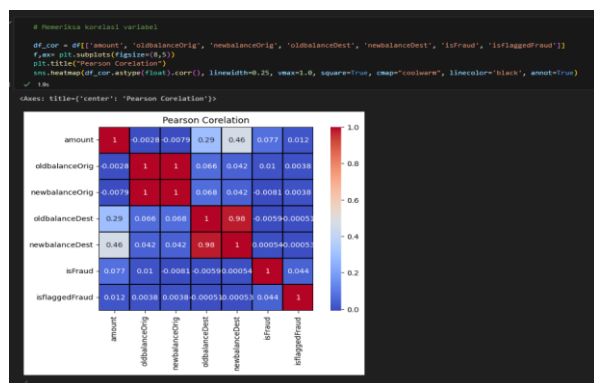 # Memeriksa korelasi variabel
df_cor = df[['amount', 'oldbalanceOrig', 'newbalanceOrig', 'oldbalanceDest', 'newbalanceDest', 'isFraud', 'isflaggedFraud']]
f,ax= plt.subplots(figsize=(8,5))
plt.title("Pearson Corelation")
sns.heatmap(df_cor.astype(float).corr(), linewidth=0.25, vmax=1.0, square=True, cmap="coolwarm", linecolor='black', annot=True)
<Axes: title={'center': 'Pearson Corelation'}>
Pearson Corelation
amount 1 -0.0028 -0.0079 0.29 0.46 0.077 0.012
oldbalanceOrig -0.0028 1 1 0.066 0.042 0.01 0.0038
newbalanceOrig -0.0079 1 1 0.068 0.042 -0.0081 0.0038
oldbalanceDest 0.29 0.066 0.068 1 0.98 -0.0059 -0.00051
newbalanceDest 0.46 0.042 0.042 0.98 1 0.00054 -0.00053
isFraud 0.077 0.01 -0.0081 -0.0059 0.00054 1 0.044
isflaggedFraud 0.012 0.0038 0.0038 -0.00051 -0.00053 0.044 1
amount oldbalanceOrig newbalanceOrig oldbalanceDest newbalanceDest isFraud isflaggedFraud
1.0
0.8
0.6
0.4
0.2
0.0